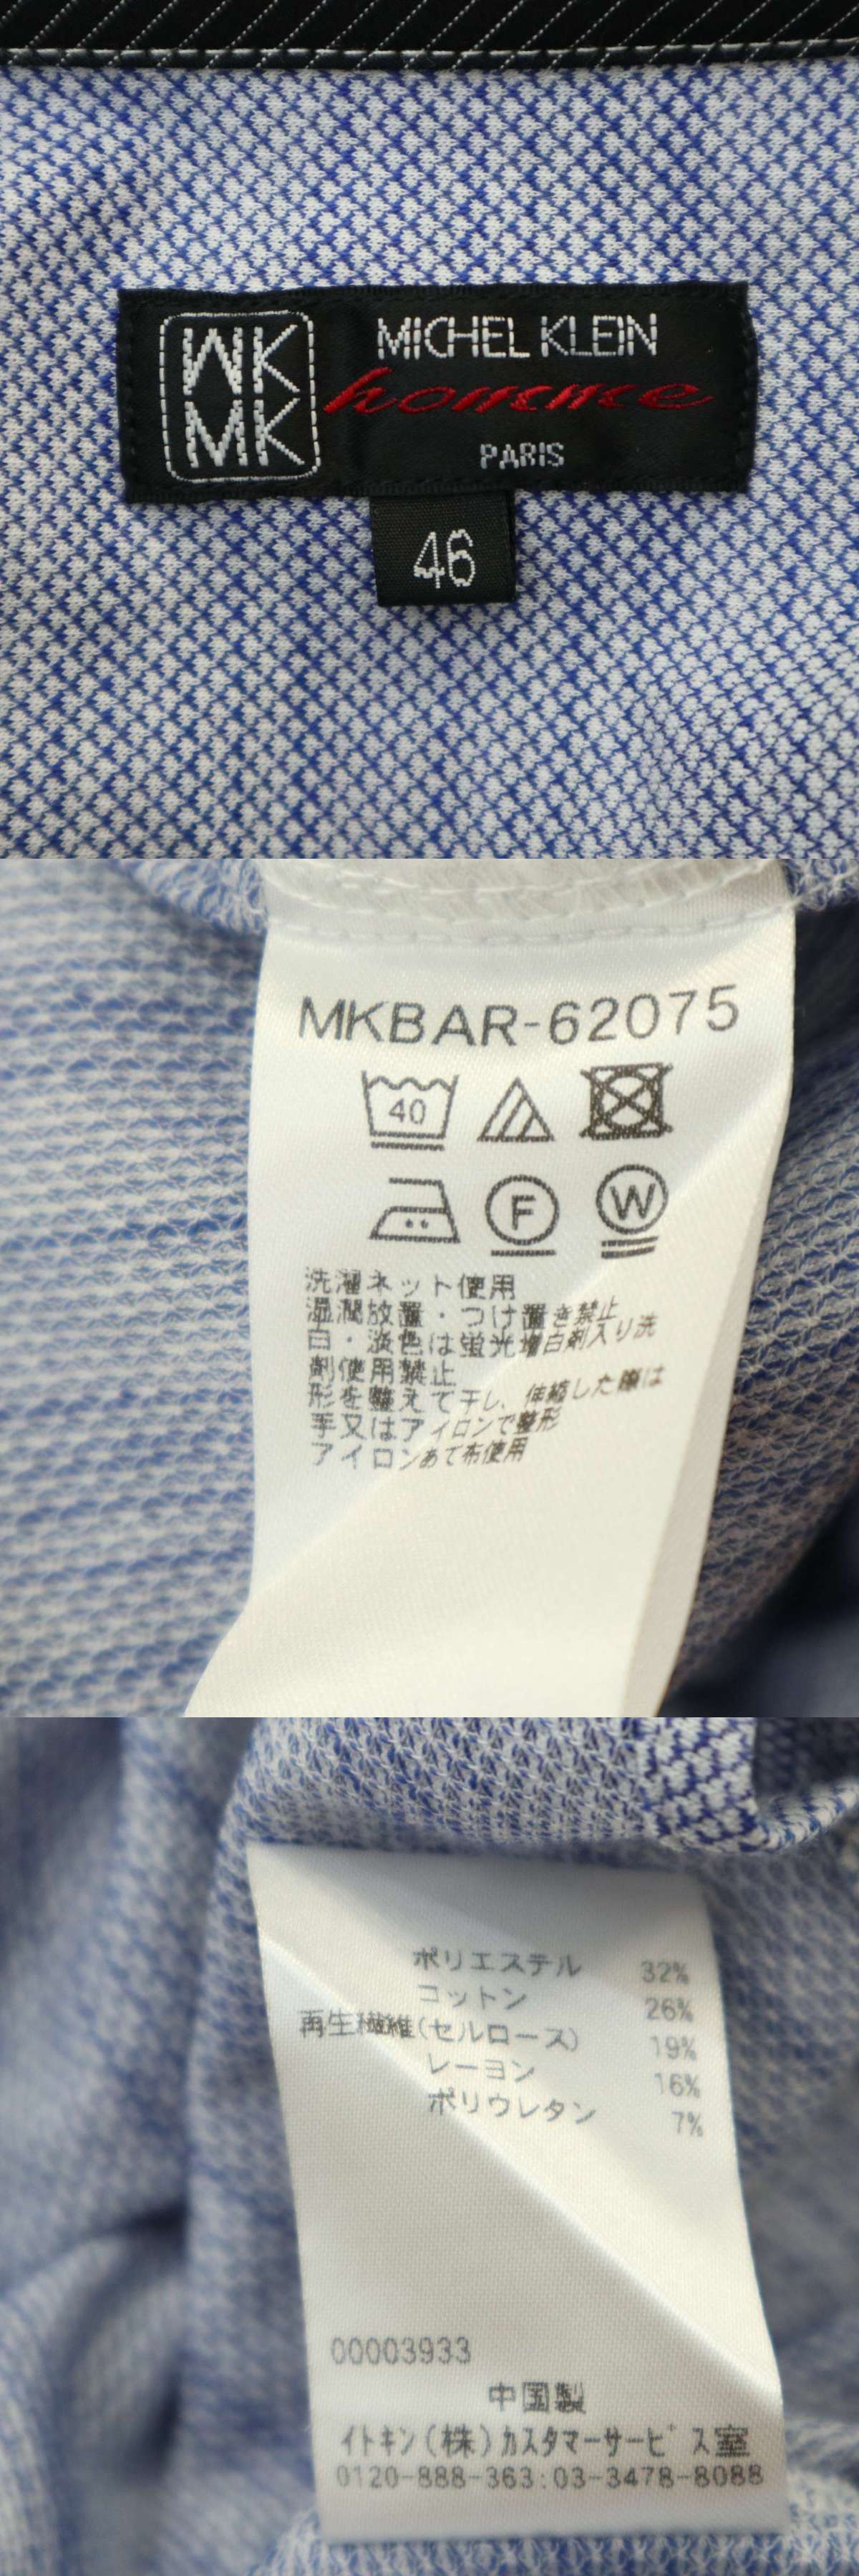 MK
MK
MICHEL KLEIN
homme
PARIS
46
MKBAR-62075
40
F
W
洗濯ネット使用
湿潤放置・つけ置き禁止
白・淡色は蛍光増白剤入り洗
剤使用禁止
形を整えて干し、伸縮した際は
手又はアイロンで整形
アイロンあて布使用
ポリエステル 32%
コットン 26%
再生繊維(セルロース) 19%
レーヨン 16%
ポリウレタン 7%
00003933
中国製
イトキン(株)カスタマーサービス室
0120-888-363:03-3478-8088